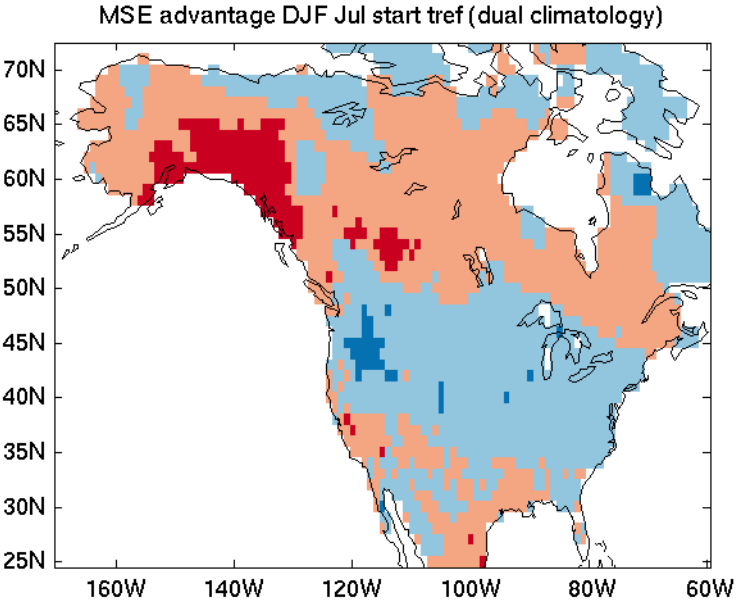 MSE advantage DJF Jul start tref (dual climatology)
70N
65N
60N
55N
50N
45N
40N
35N
30N
25N
160W 140W 120W 100W 80W 60W